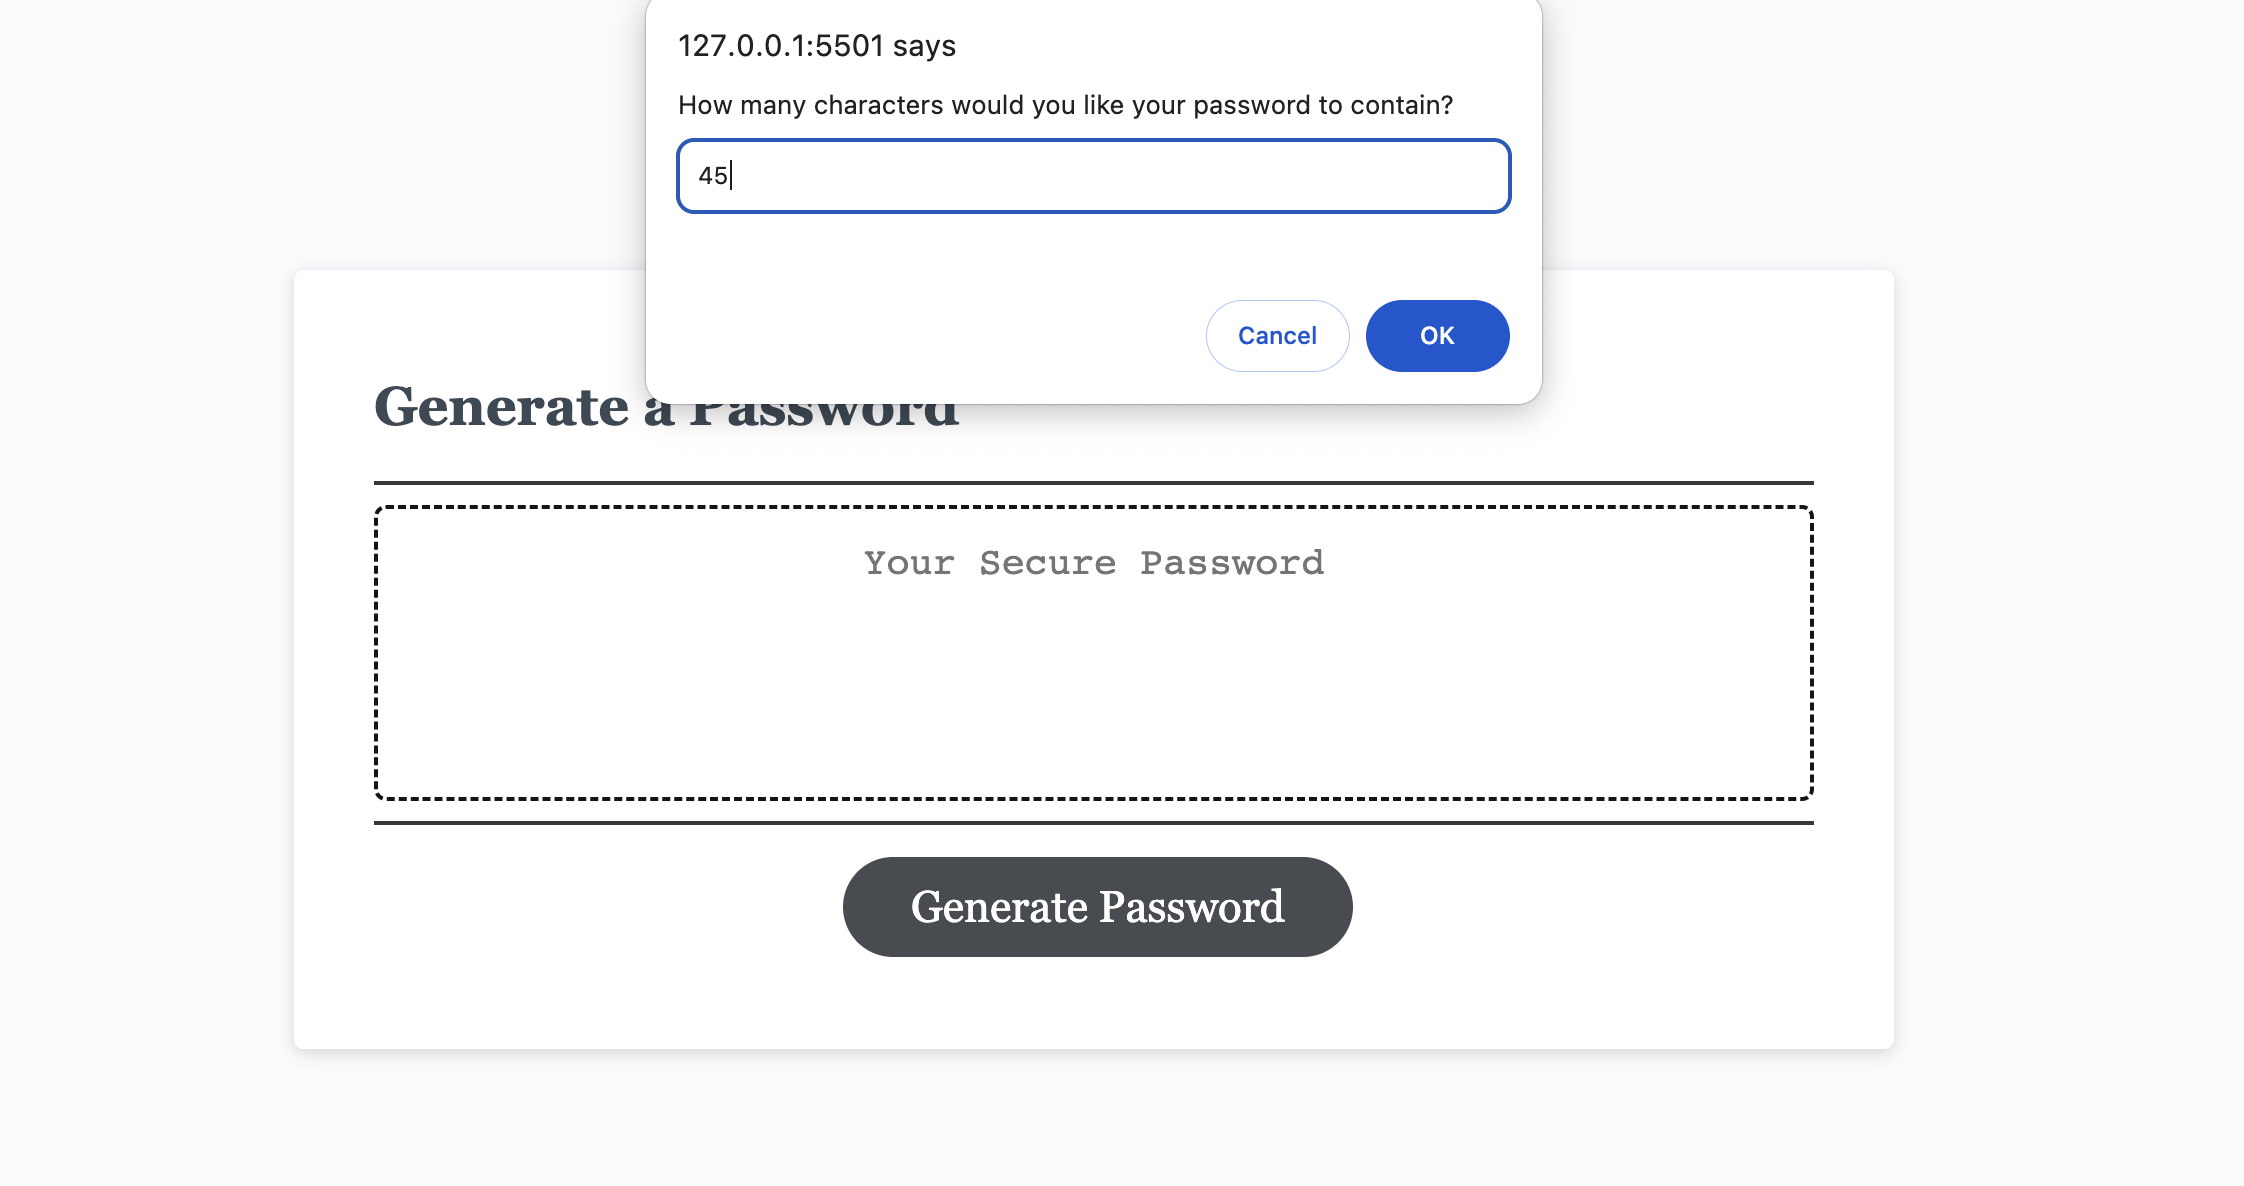 127.0.0.1:5501 says
How many characters would you like your password to contain?
45
Cancel
OK
Generate a Password
Your Secure Password
Generate Password